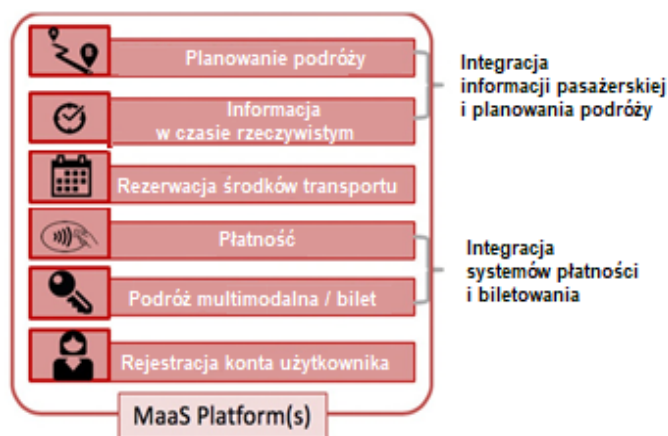 Planowanie podróży
Informacja
w czasie rzeczywistym
Rezerwacja środków transportu
Płatność
Podróż multimodalna / bilet
Rejestracja konta użytkownika
MaaS Platform(s)
Integracja
informacji pasażerskiej
i planowania podróży
Integracja
systemów płatności
i biletowania